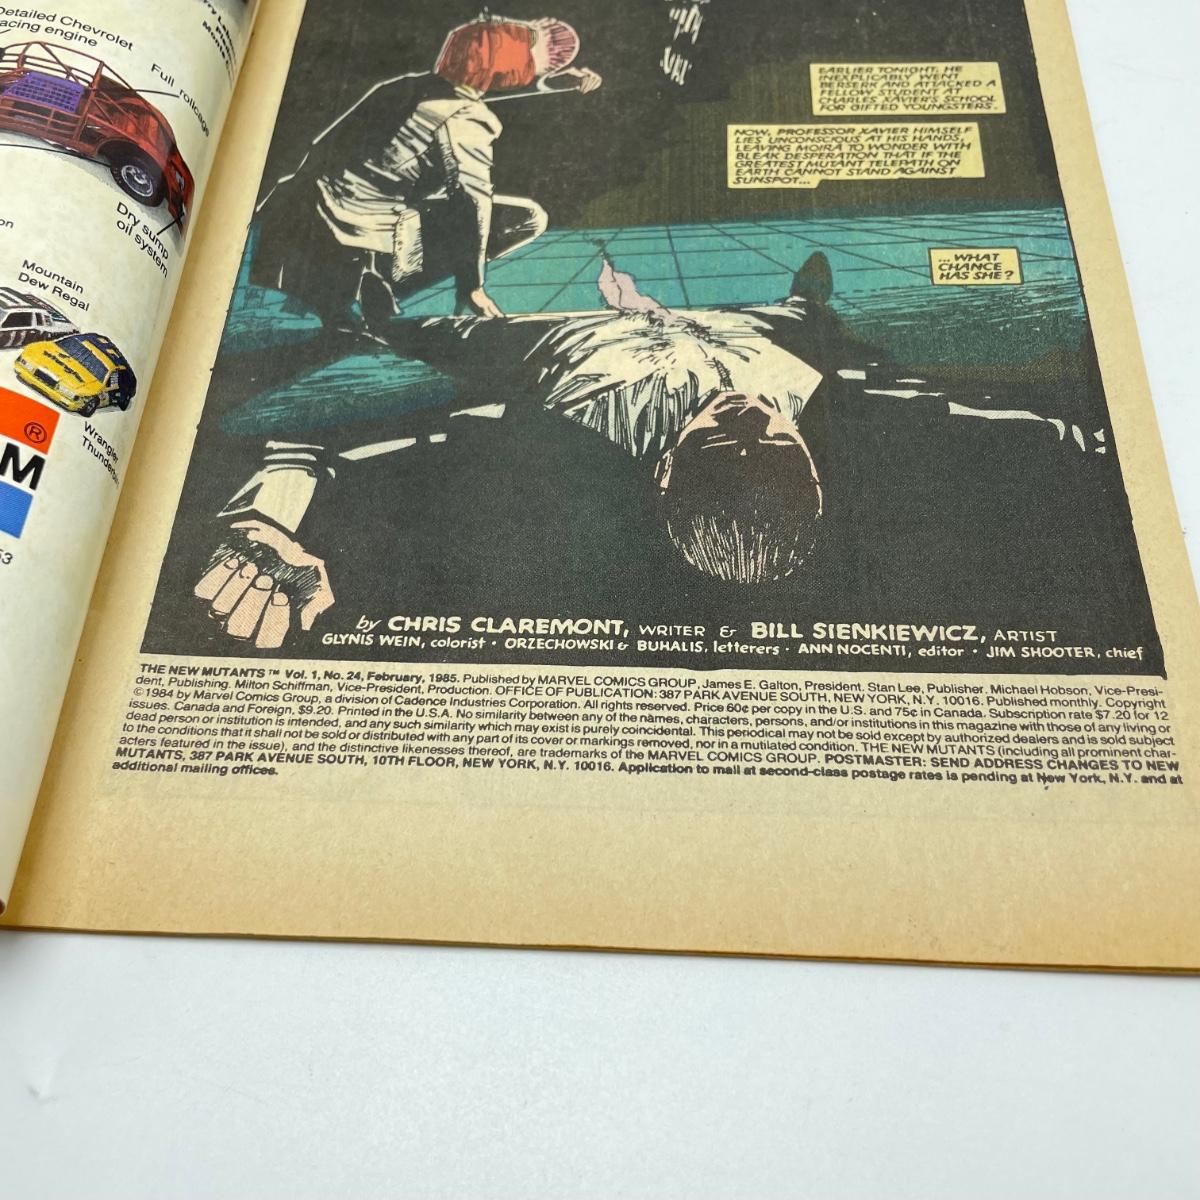 Detailed Chevrolet
racing engine
Full
rollcage
Dry sump
oil system
Mountain
Dew Regal
Wrangler
®
M
53
EARLIER TONIGHT, HE
INEXPLICABLY WENT
BERSERK AND ATTACKED A
FELLOW STUDENT AT
CHARLES XAVIER'S SCHOOL
FOR GIFTED YOUNGSTERS.
NOW, PROFESSOR XAVIER HIMSELF
LIES UNCONSCIOUS AT HIS HANDS,
LEAVING MOIRA TO WONDER WITH
BLEAK DESPERATION THAT IF THE
GREATEST MUTANT TELEPATH ON
EARTH CANNOT STAND AGAINST
SUNSPOT...
...WHAT
CHANCE
HAS SHE?
by CHRIS CLAREMONT, WRITER & BILL SIENKIEWICZ, ARTIST
GLYNIS WEIN, colorist • ORZECHOWSKI & BUHALIS, letterers • ANN NOCENTI, editor • JIM SHOOTER, chief
THE NEW MUTANTS™ Vol. 1, No. 24, February, 1985. Published by MARVEL COMICS GROUP, James E. Galton, President. Stan Lee, Publisher. Michael Hobson, Vice-Presi-
dent, Publishing. Milton Schiffman, Vice-President, Production. OFFICE OF PUBLICATION: 387 PARK AVENUE SOUTH, NEW YORK, N.Y. 10016. Published monthly. Copyright
©1984 by Marvel Comics Group, a division of Cadence Industries Corporation. All rights reserved. Price 60¢ per copy in the U.S. and 75¢ in Canada. Subscription rate $7.20 for 12
issues. Canada and Foreign, $9.20. Printed in the U.S.A. No similarity between any of the names, characters, persons, and/or institutions in this magazine with those of any living or
dead person or institution is intended, and any such similarity which may exist is purely coincidental. This periodical may not be sold except by authorized dealers and is sold subject
to the conditions that it shall not be sold or distributed with any part of its cover or markings removed, nor in a mutilated condition. THE NEW MUTANTS (including all prominent char-
acters featured in the issue), and the distinctive likenesses thereof, are trademarks of the MARVEL COMICS GROUP. POSTMASTER: SEND ADDRESS CHANGES TO NEW
MUTANTS, 387 PARK AVENUE SOUTH, 10TH FLOOR, NEW YORK, N.Y. 10016. Application to mail at second-class postage rates is pending at New York, N.Y. and at
additional mailing offices.